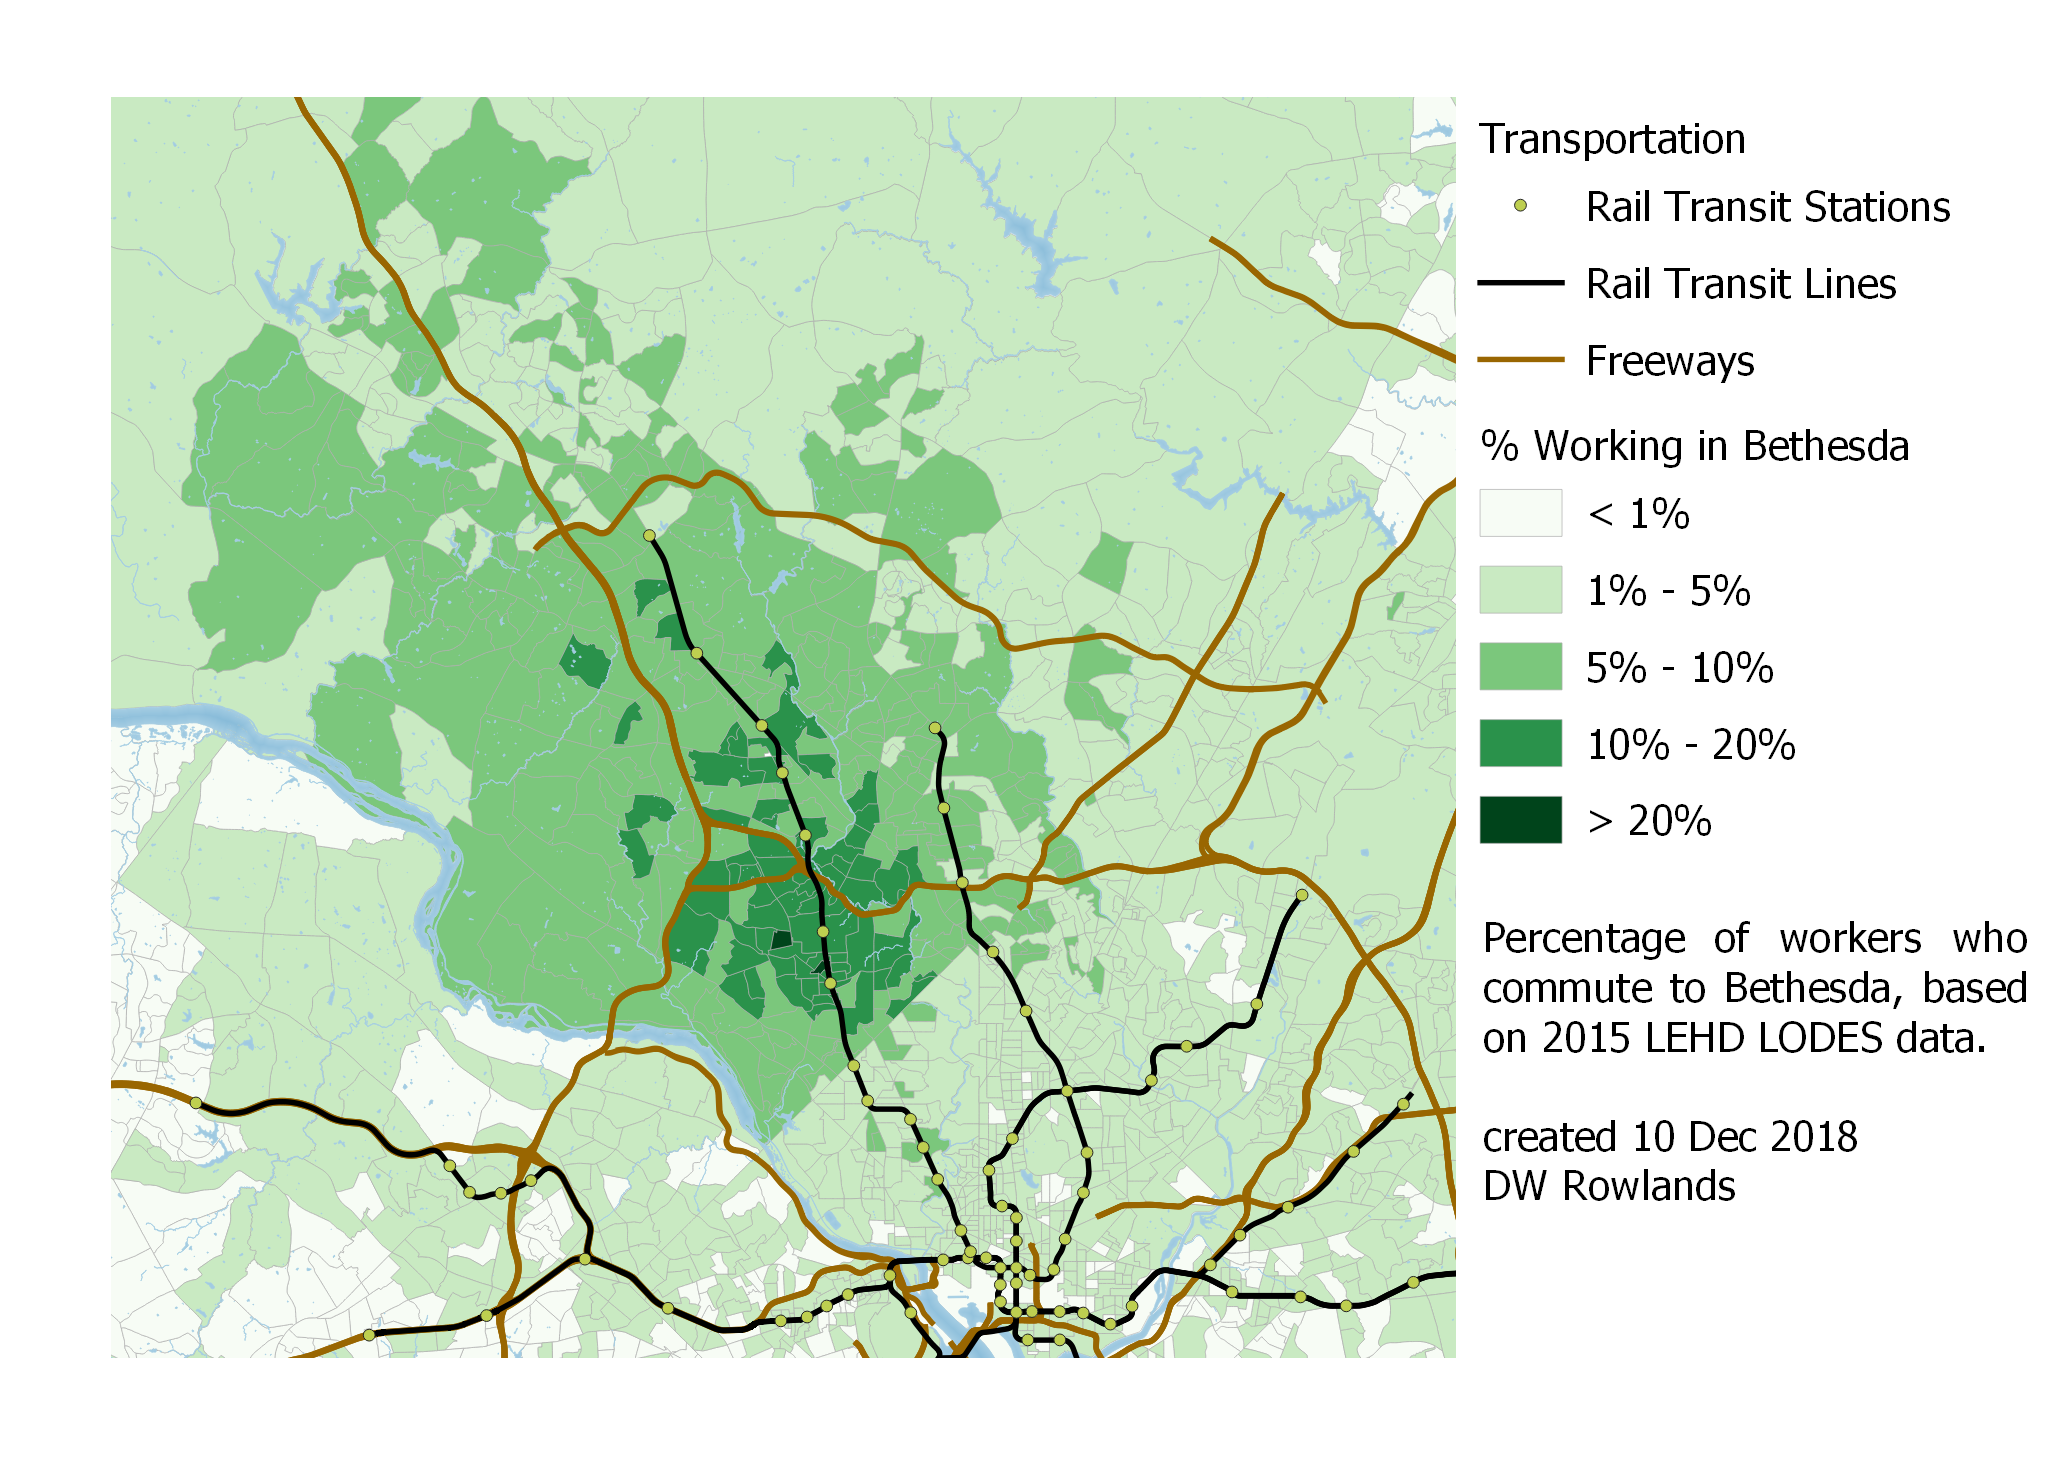 Transportation
Rail Transit Stations
Rail Transit Lines
Freeways
% Working in Bethesda
< 1%
1% - 5%
5% - 10%
10% - 20%
> 20%
Percentage of workers who
commute to Bethesda, based
on 2015 LEHD LODES data.
created 10 Dec 2018
DW Rowlands